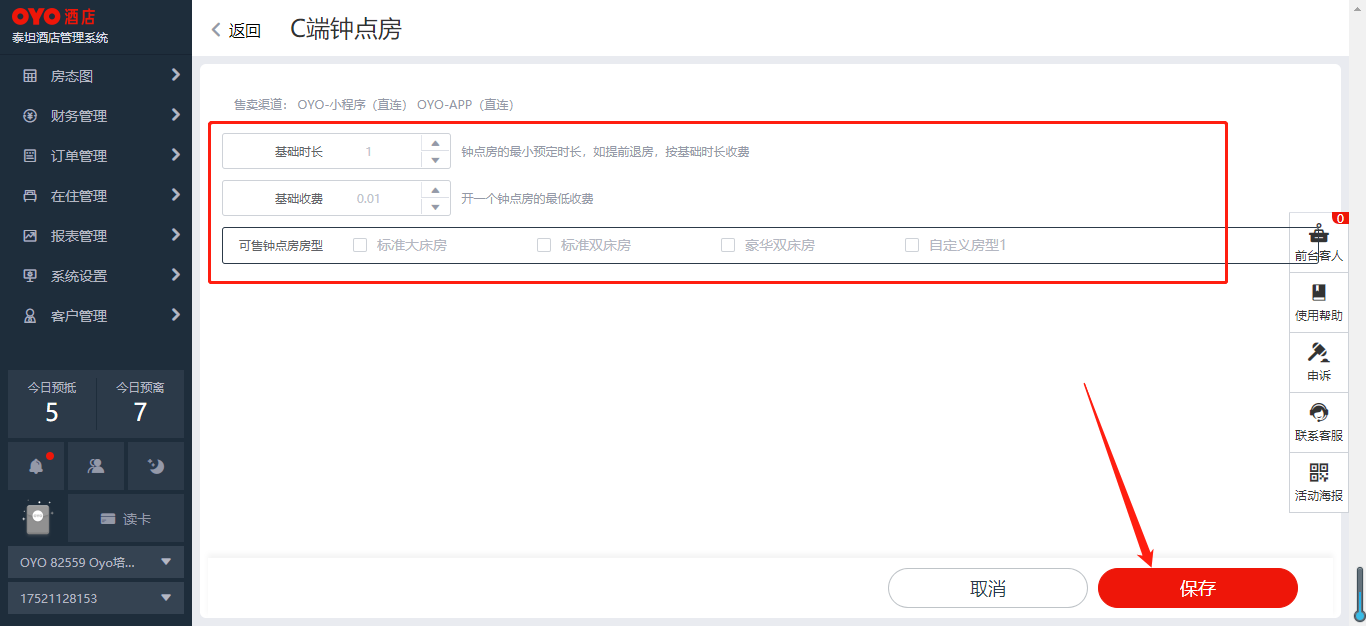 OYO 酒店
泰坦酒店管理系统
房态图
财务管理
订单管理
在住管理
报表管理
系统设置
客户管理
今日预抵
5
今日预离
7
读卡
OYO 82559 Oyo培...
17521128153
返回
C端钟点房
售卖渠道： OYO-小程序（直连） OYO-APP（直连）
基础时长 1 钟点房的最小预定时长，如提前退房，按基础时长收费
基础收费 0.01 开一个钟点房的最低收费
可售钟点房房型 标准大床房 标准双床房 豪华双床房 自定义房型1
0
前台客人
使用帮助
申诉
联系客服
活动海报
取消
保存